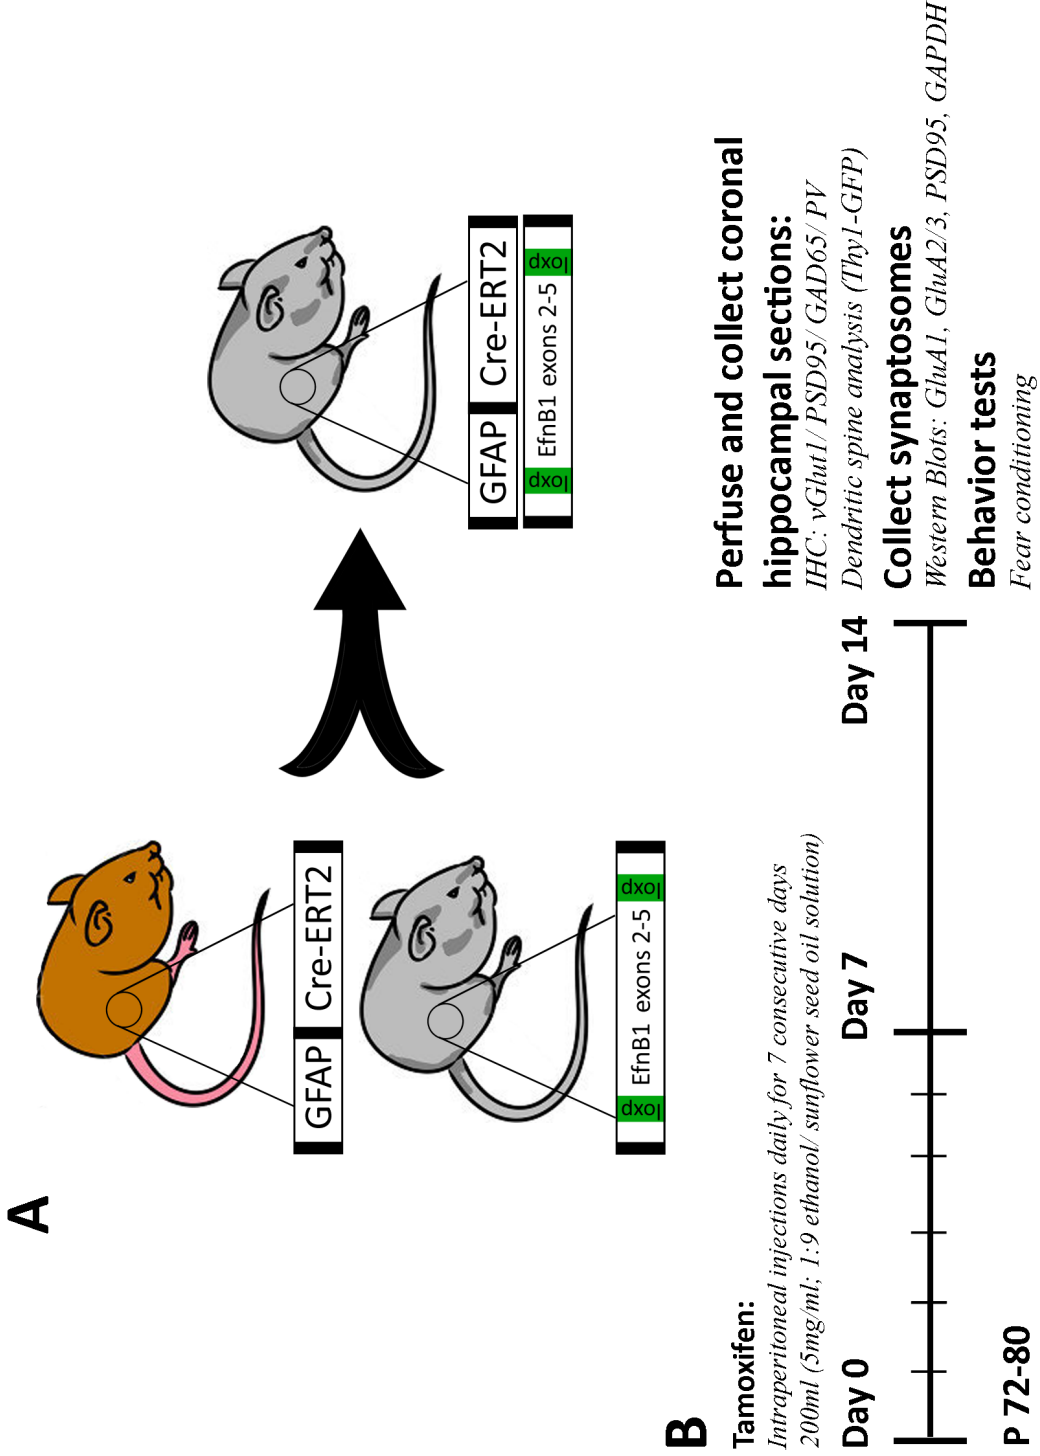 A
GFAP Cre-ERT2
loxp EfnB1 exons 2-5 loxp
GFAP Cre-ERT2
loxp EfnB1 exons 2-5 loxp
B
Tamoxifen:
Intraperitoneal injections daily for 7 consecutive days
200ml (5mg/ml; 1:9 ethanol/ sunflower seed oil solution)
Day 0
Day 7
Day 14
P 72-80
Perfuse and collect coronal
hippocampal sections:
IHC: vGlut1/ PSD95/ GAD65/ PV
Dendritic spine analysis (Thy1-GFP)
Collect synaptosomes
Western Blots: GluA1, GluA2/3, PSD95, GAPDH
Behavior tests
Fear conditioning